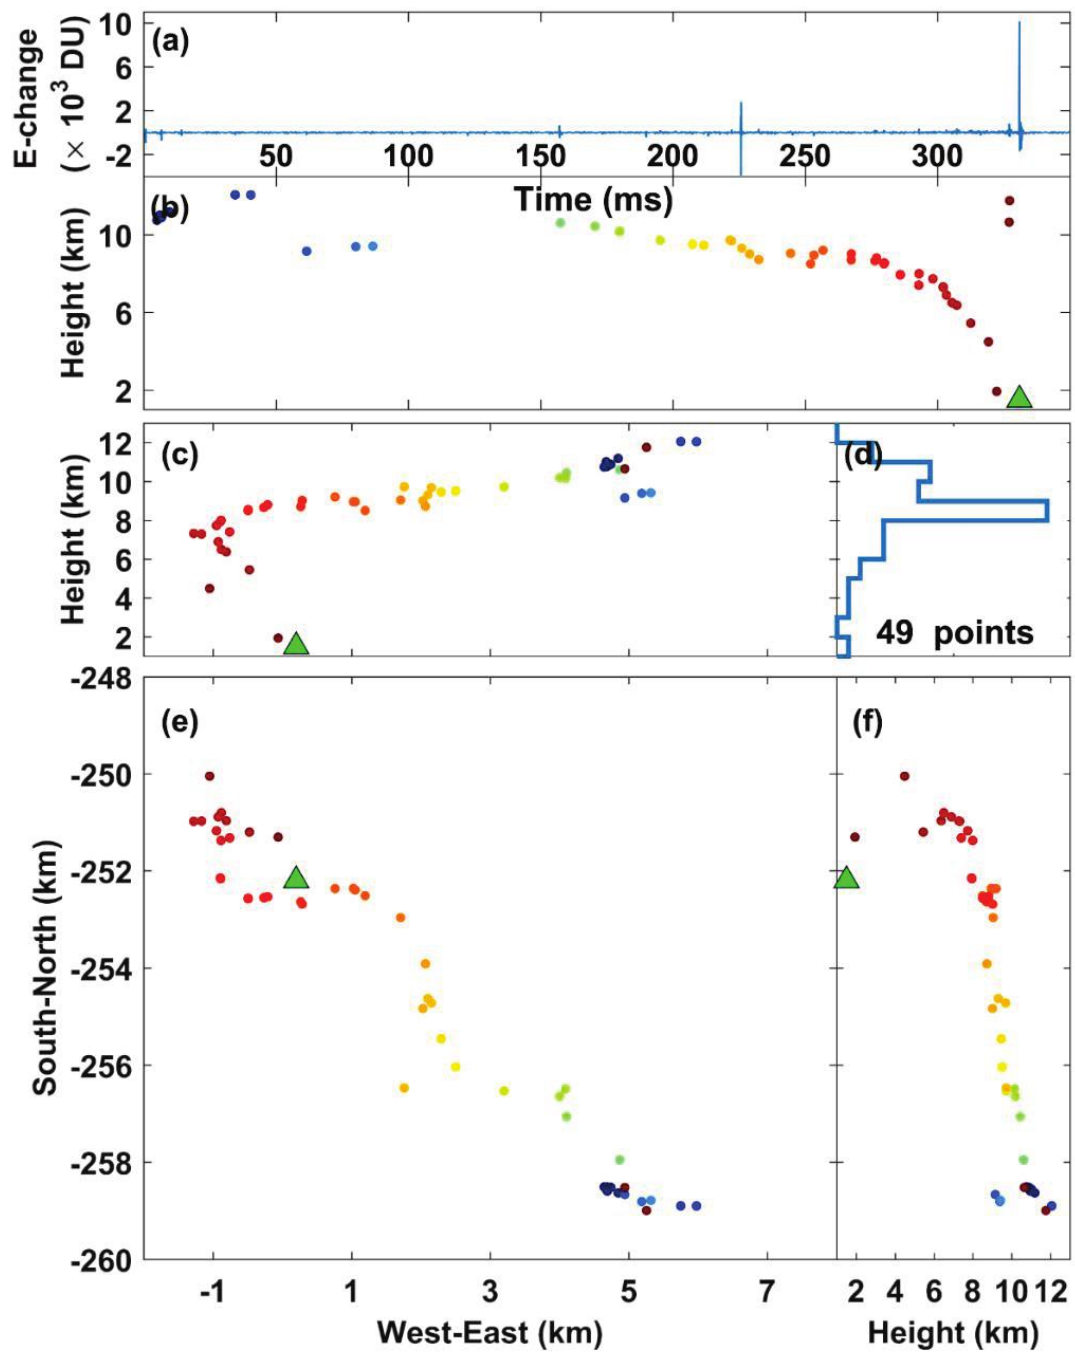 E-change
(× 10³ DU)
10
6
2
-2
(a)
50 100 150 200 250 300
Time (ms)
(b)
Height (km)
10
6
2
(c)
Height (km)
12
10
8
6
4
2
(d)
49 points
(e)
South-North (km)
-248
-250
-252
-254
-256
-258
-260
-1 1 3 5 7
West-East (km)
(f)
2 4 6 8 10 12
Height (km)